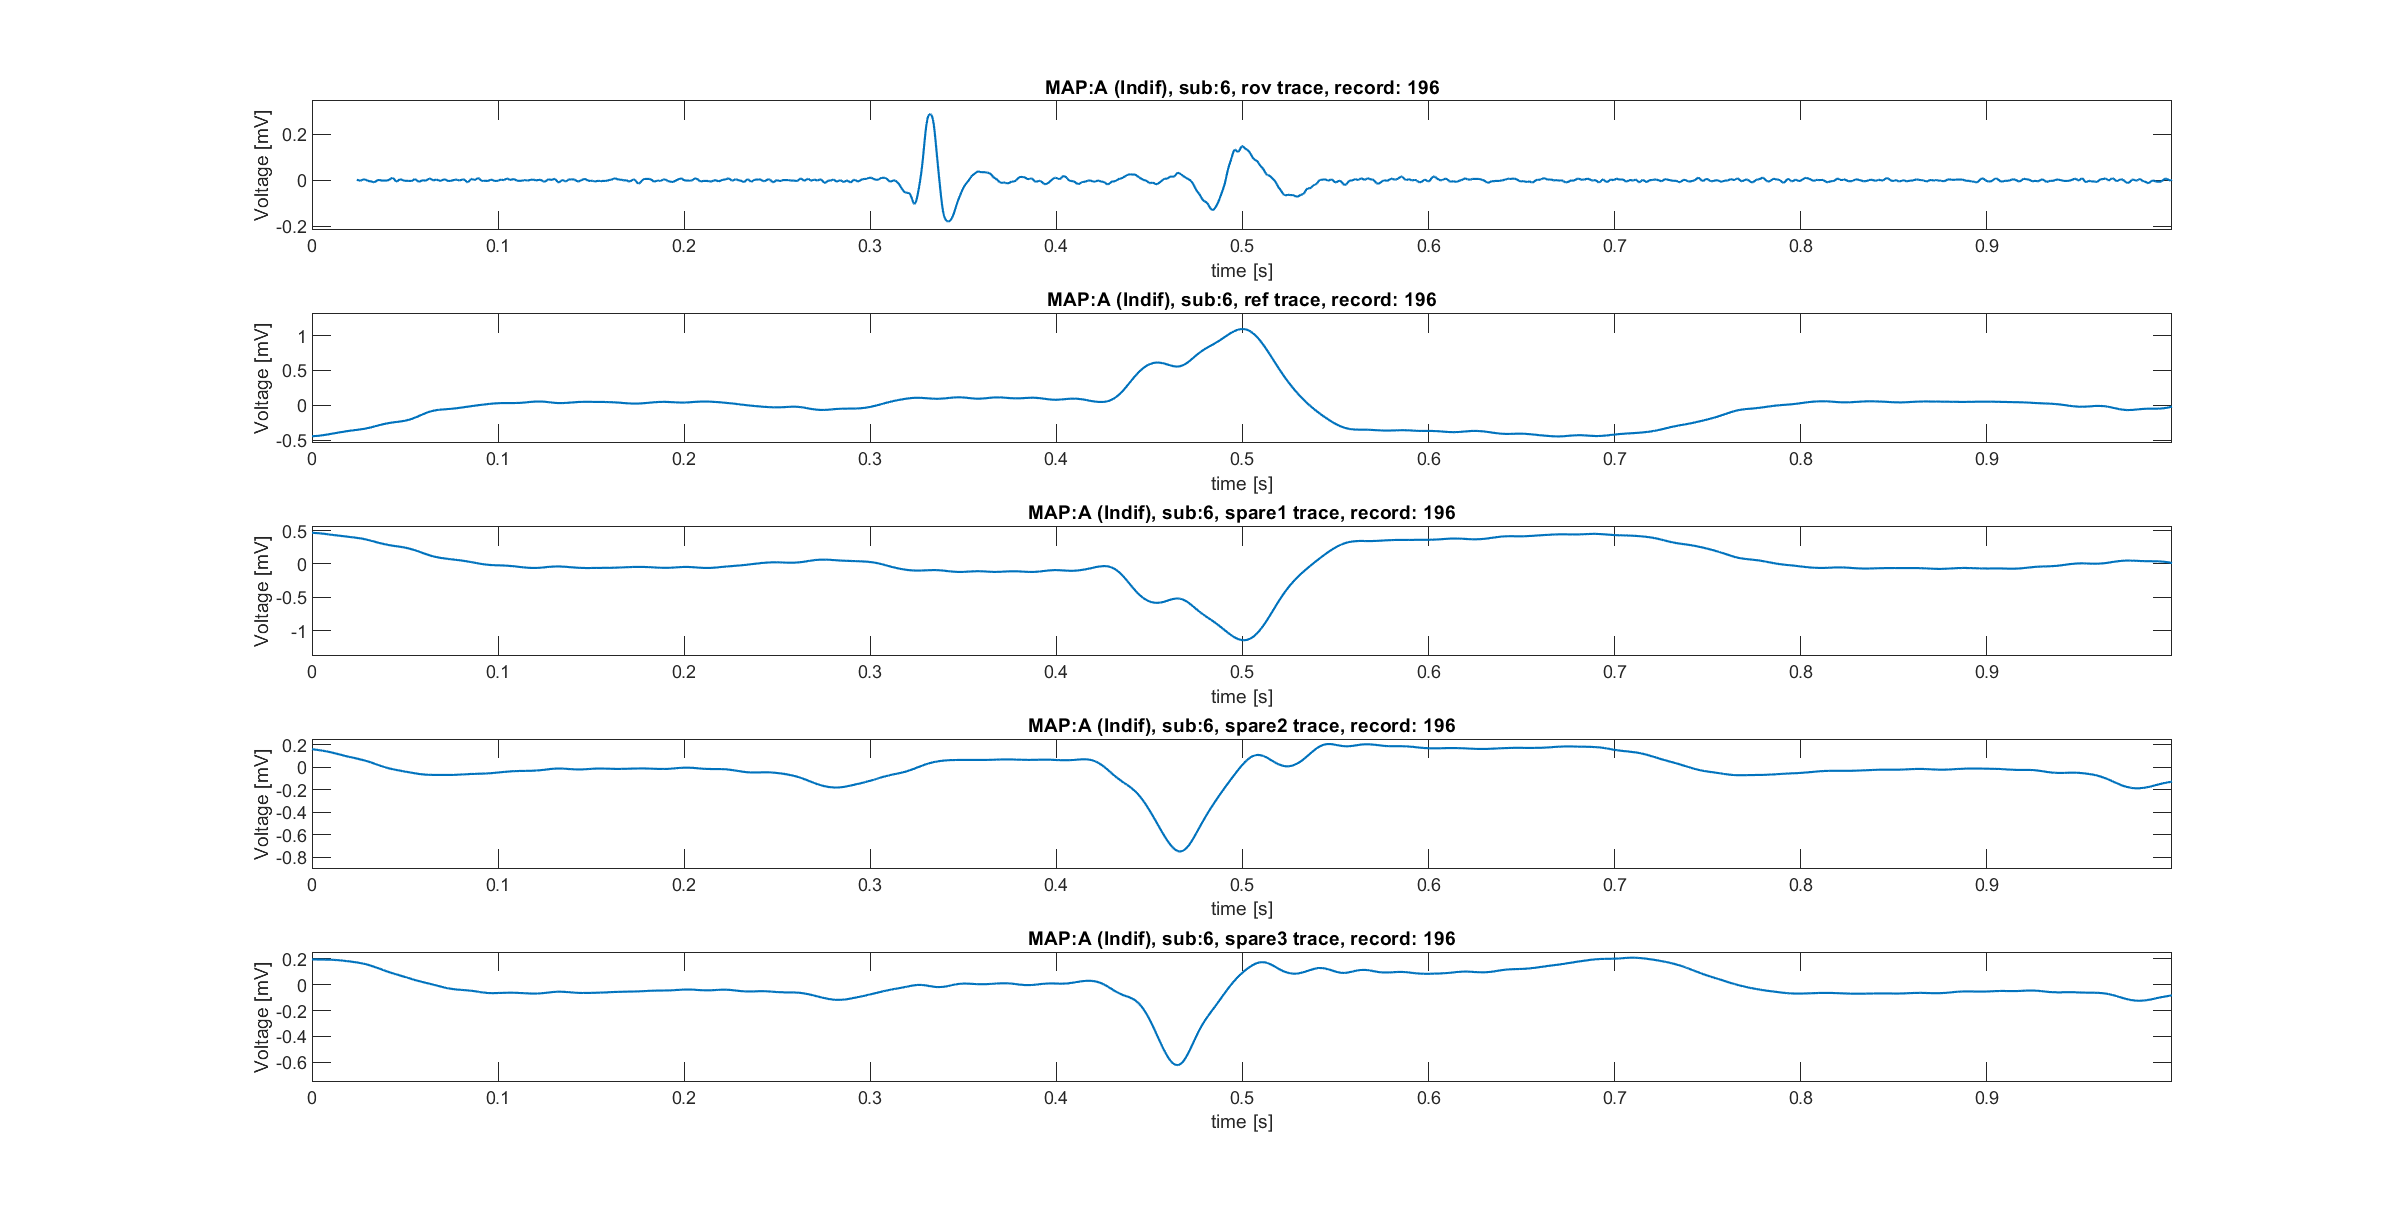 MAP:A (Indif), sub:6, rov trace, record: 196
Voltage [mV]
0.2
0
-0.2
0 0.1 0.2 0.3 0.4 0.5 0.6 0.7 0.8 0.9
time [s]
MAP:A (Indif), sub:6, ref trace, record: 196
Voltage [mV]
1
0.5
0
-0.5
0 0.1 0.2 0.3 0.4 0.5 0.6 0.7 0.8 0.9
time [s]
MAP:A (Indif), sub:6, spare1 trace, record: 196
Voltage [mV]
0.5
0
-0.5
-1
0 0.1 0.2 0.3 0.4 0.5 0.6 0.7 0.8 0.9
time [s]
MAP:A (Indif), sub:6, spare2 trace, record: 196
Voltage [mV]
0.2
0
-0.2
-0.4
-0.6
-0.8
0 0.1 0.2 0.3 0.4 0.5 0.6 0.7 0.8 0.9
time [s]
MAP:A (Indif), sub:6, spare3 trace, record: 196
Voltage [mV]
0.2
0
-0.2
-0.4
-0.6
0 0.1 0.2 0.3 0.4 0.5 0.6 0.7 0.8 0.9
time [s]